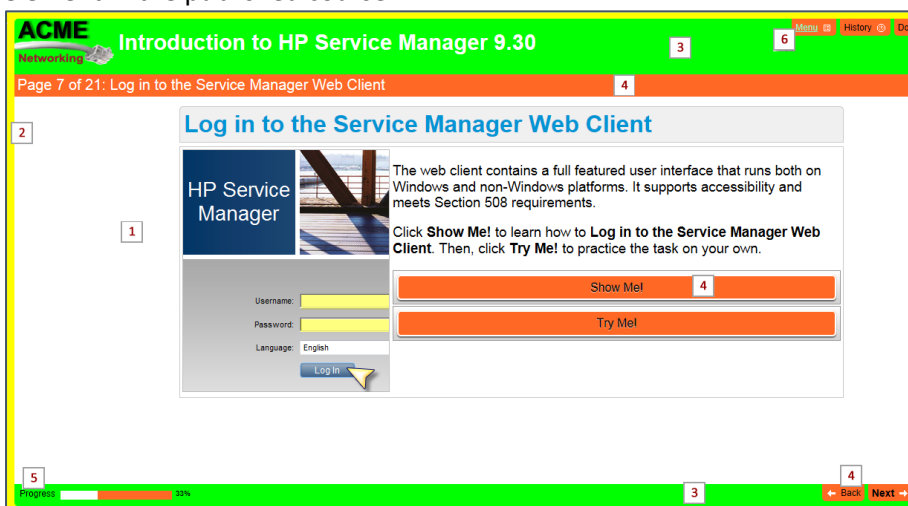 ACME
Networking
Introduction to HP Service Manager 9.30
3
6
Menu
History
Page 7 of 21: Log in to the Service Manager Web Client
4
2
Log in to the Service Manager Web Client
HP Service
Manager
The web client contains a full featured user interface that runs both on
Windows and non-Windows platforms. It supports accessibility and
meets Section 508 requirements.
1
Click Show Me! to learn how to Log in to the Service Manager Web
Client. Then, click Try Me! to practice the task on your own.
Show Me!
4
Username:
Password:
Try Me!
Language:
English
Log In
5
4
Progress
33%
3
Back
Next